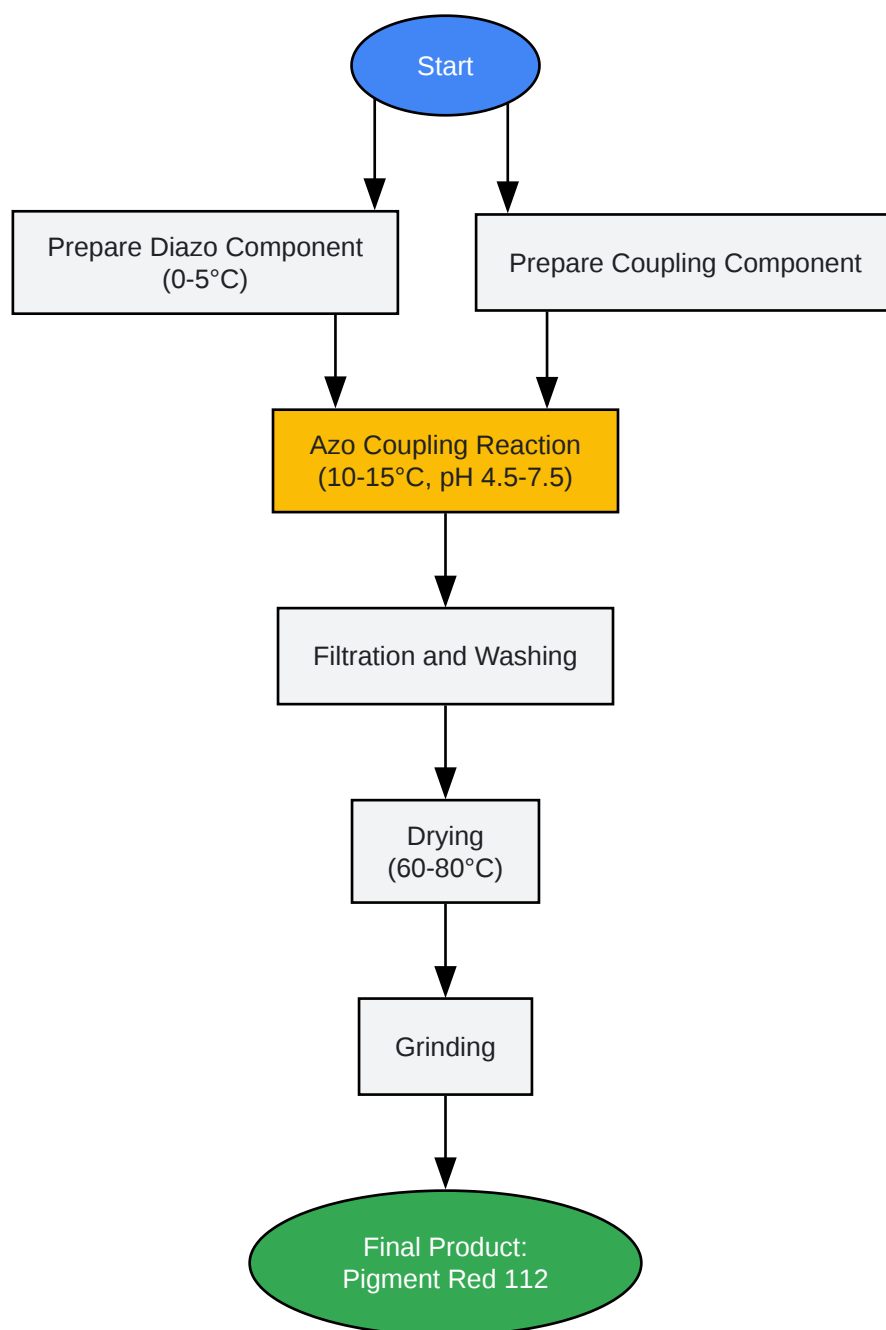 Start
Prepare Diazo Component
(0-5°C)
Prepare Coupling Component
Azo Coupling Reaction
(10-15°C, pH 4.5-7.5)
Filtration and Washing
Drying
(60-80°C)
Grinding
Final Product:
Pigment Red 112